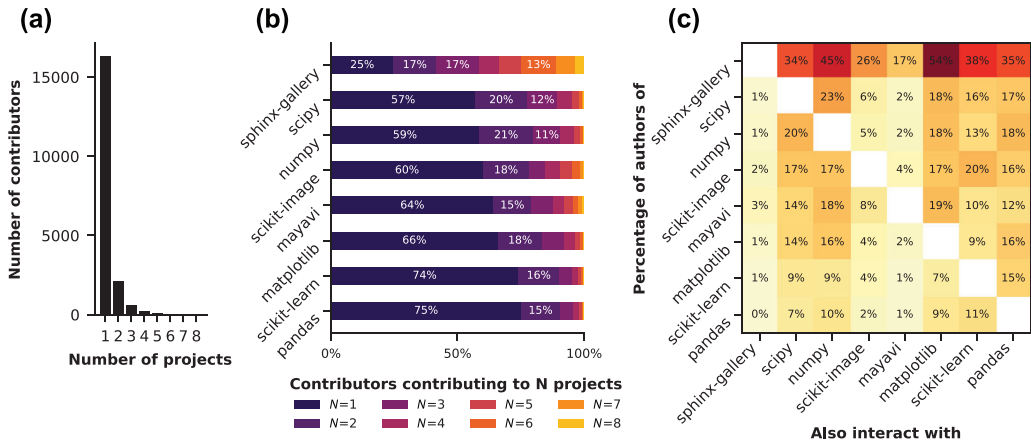 (a)
Number of contributors
15000
10000
5000
0
1 2 3 4 5 6 7 8
Number of projects
(b)
sphinx-gallery 25% 17% 17% 13%
scipy 57% 20% 12%
numpy 59% 21% 11%
scikit-image 60% 18%
mayavi 64% 15%
matplotlib 66% 18%
scikit-learn 74% 16%
pandas 75% 15%
0% 50% 100%
Contributors contributing to N projects
N=1 N=3 N=5 N=7
N=2 N=4 N=6 N=8
(c)
Percentage of authors of
sphinx-gallery 34% 45% 26% 17% 54% 38% 35%
scipy 1% 23% 6% 2% 18% 16% 17%
numpy 1% 20% 5% 2% 18% 13% 18%
scikit-image 2% 17% 17% 4% 17% 20% 16%
mayavi 3% 14% 18% 8% 19% 10% 12%
matplotlib 1% 14% 16% 4% 2% 9% 16%
scikit-learn 1% 9% 9% 4% 1% 7% 15%
pandas 0% 7% 10% 2% 1% 9% 11%
sphinx-gallery scipy numpy scikit-image mayavi matplotlib scikit-learn pandas
Also interact with